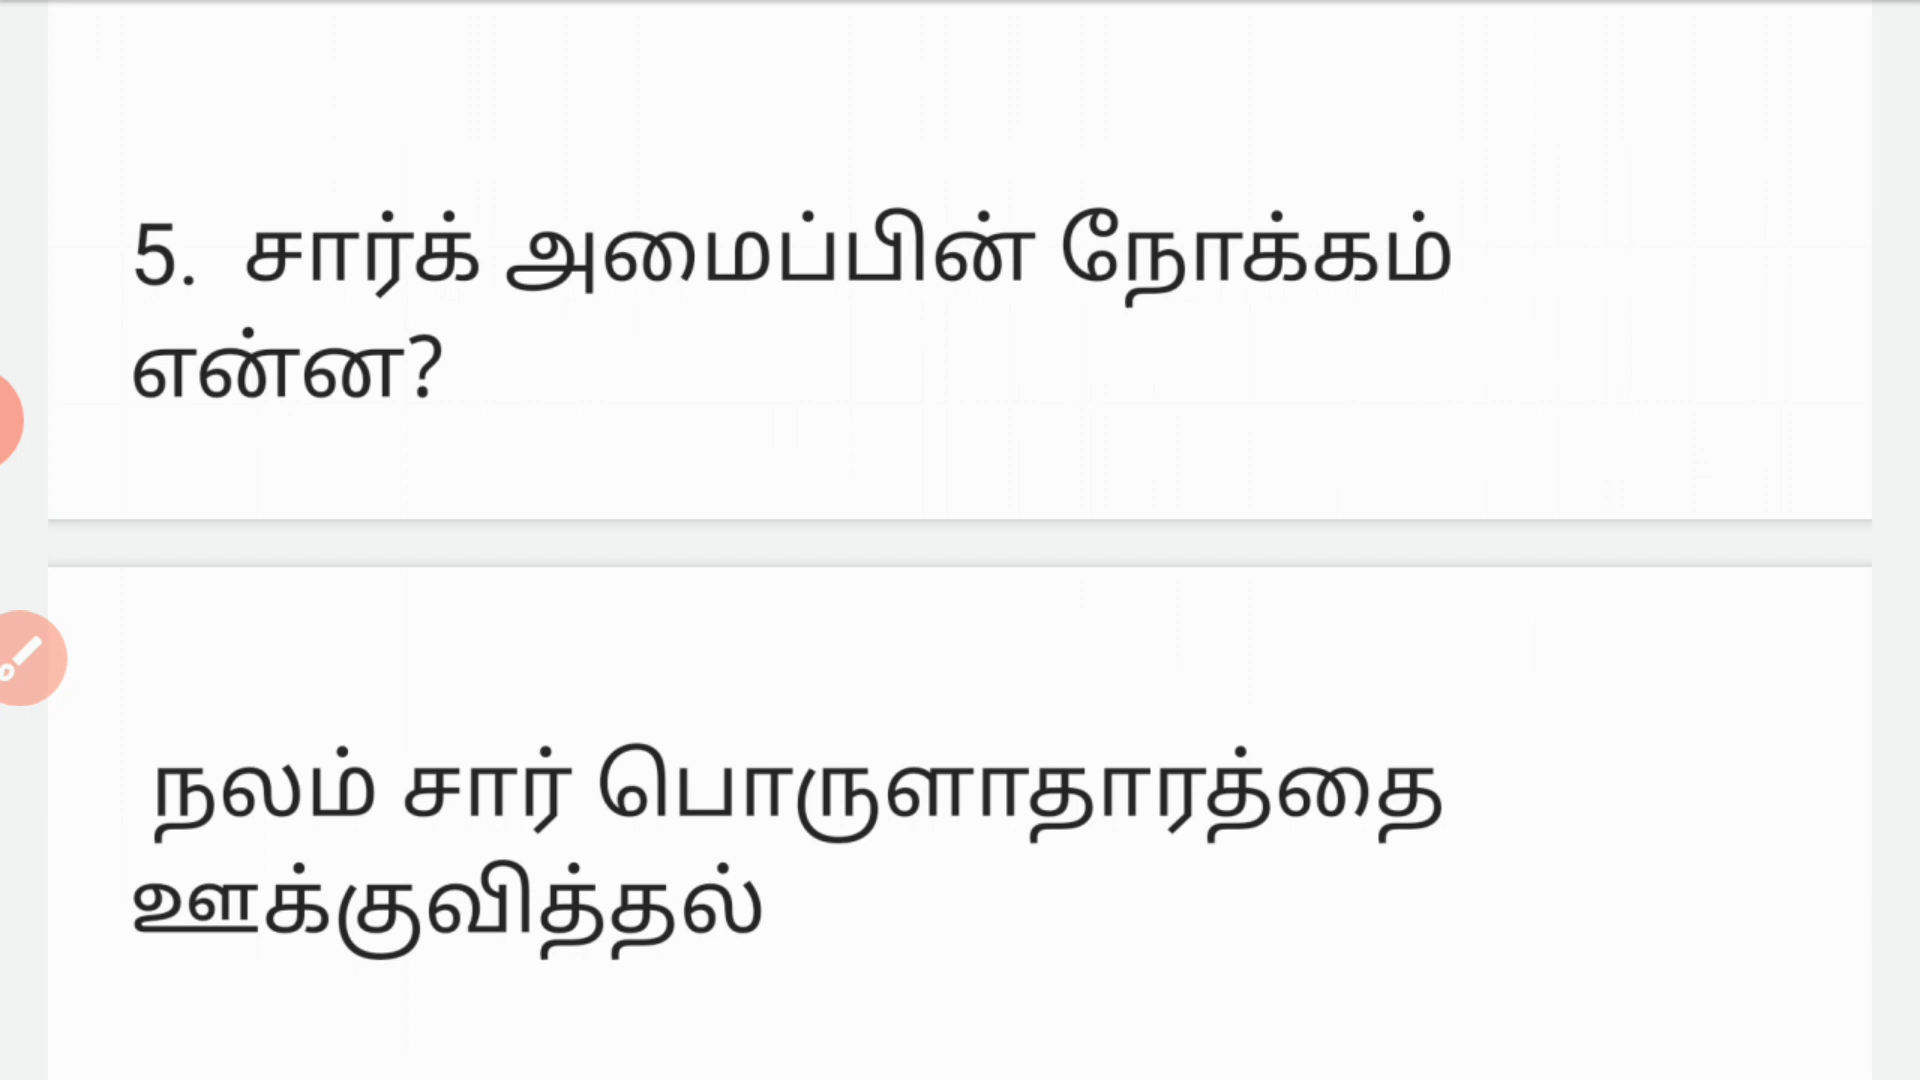 5. சார்க் அமைப்பின் நோக்கம்
என்ன?
நலம் சார் பொருளாதாரத்தை
ஊக்குவித்தல்